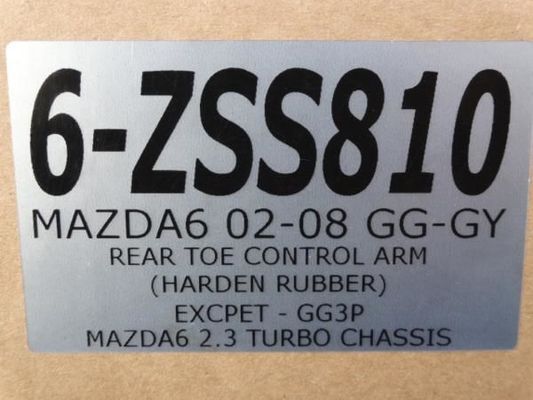 6-ZSS810
MAZDA6 02-08 GG-GY
REAR TOE CONTROL ARM
(HARDEN RUBBER)
EXCPET - GG3P
MAZDA6 2.3 TURBO CHASSIS